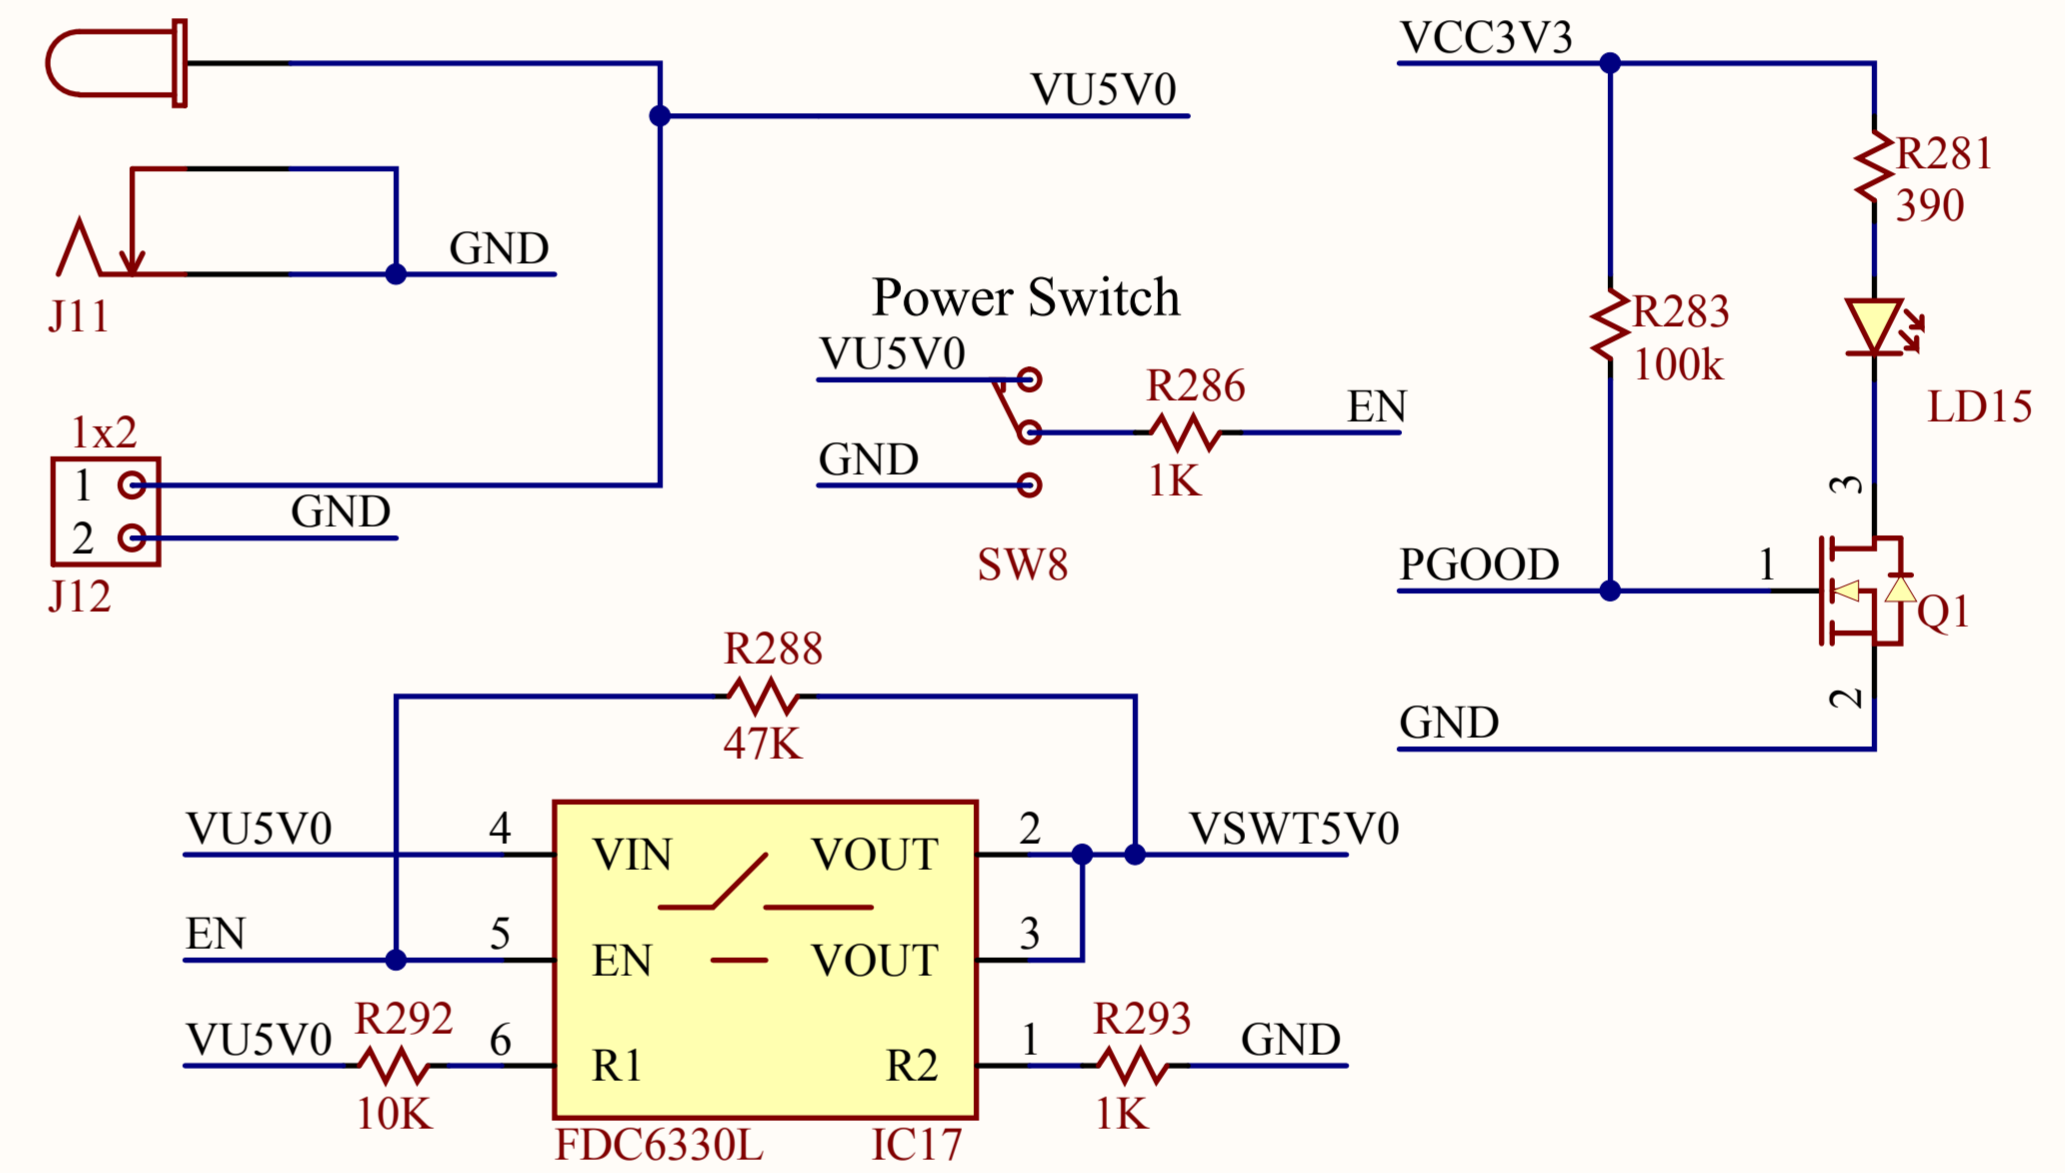 VU5V0
GND
J11
1x2
1
2
GND
J12
Power Switch
VU5V0
GND
R286
1K
EN
SW8
VCC3V3
R281
390
R283
100k
LD15
3
PGOOD
1
Q1
2
GND
R288
47K
VU5V0
4
VIN
VOUT
2
VSWT5V0
EN
5
EN
VOUT
3
VU5V0
R292
10K
6
R1
R2
1
R293
1K
GND
FDC6330L
IC17